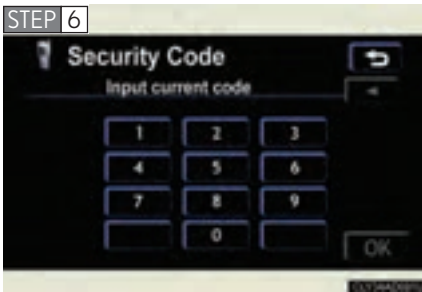 STEP 6
Security Code
Input current code
1 2 3
4 5 6
7 8 9
0
OK